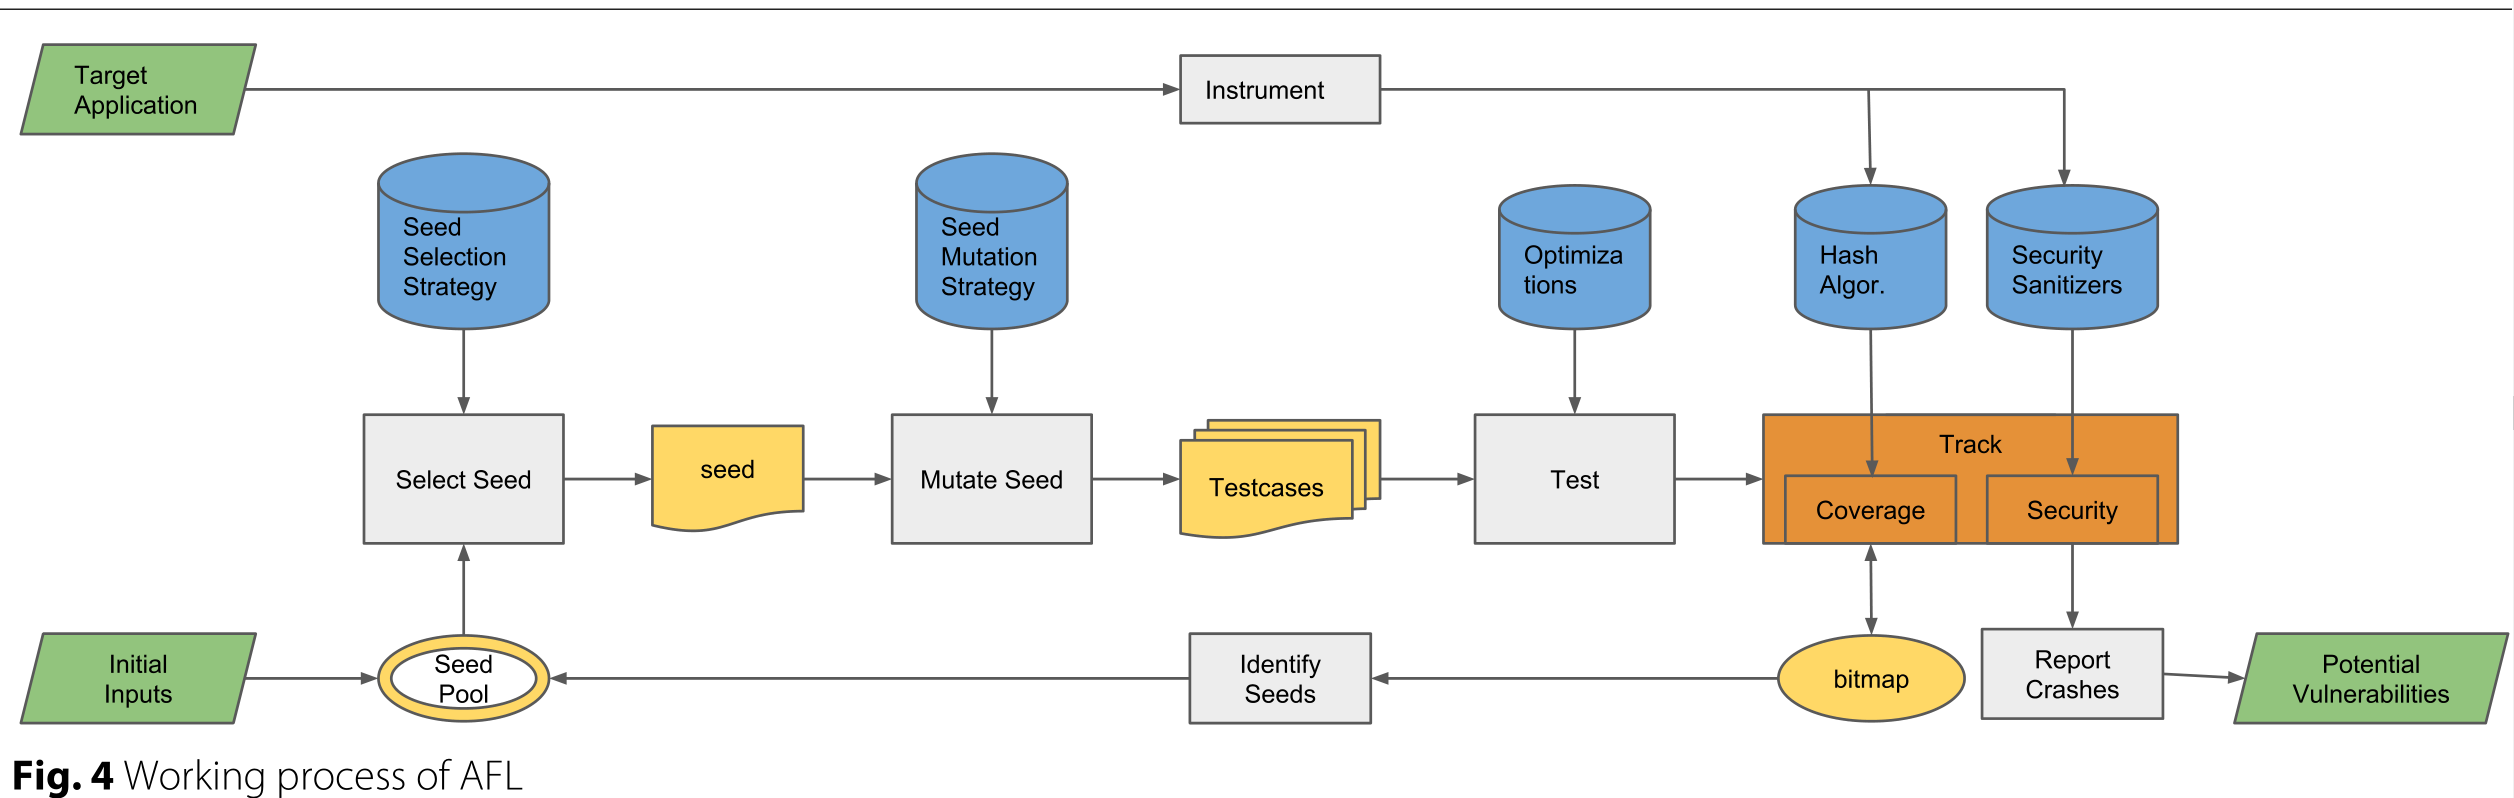 Target
Application
Instrument
Seed
Selection
Strategy
Seed
Mutation
Strategy
Optimiza
tions
Hash
Algor.
Security
Sanitizers
Select Seed
seed
Mutate Seed
Testcases
Test
Track
Coverage
Security
Initial
Inputs
Seed
Pool
Identify
Seeds
bitmap
Report
Crashes
Potential
Vulnerabilities
Fig. 4 Working process of AFL